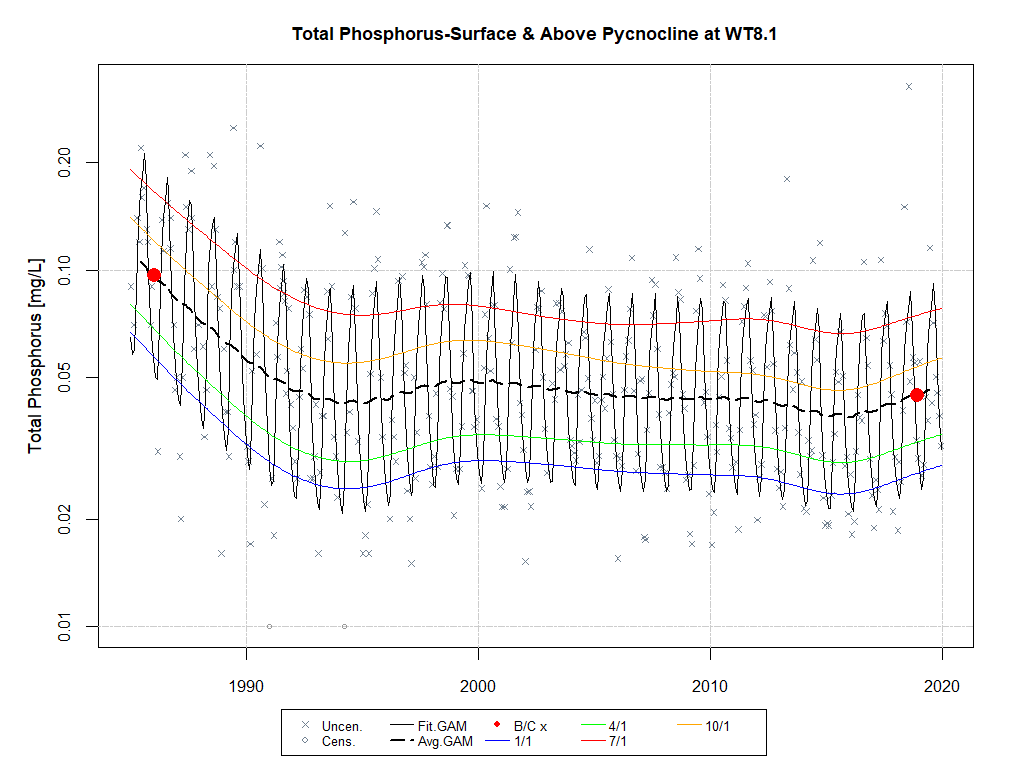 Total Phosphorus-Surface & Above Pycnocline at WT8.1
Total Phosphorus [mg/L]
0.20
0.10
0.05
0.02
0.01
1990 2000 2010 2020
Uncen. Fit.GAM B/C x 4/1 10/1
Cens. Avg.GAM 1/1 7/1